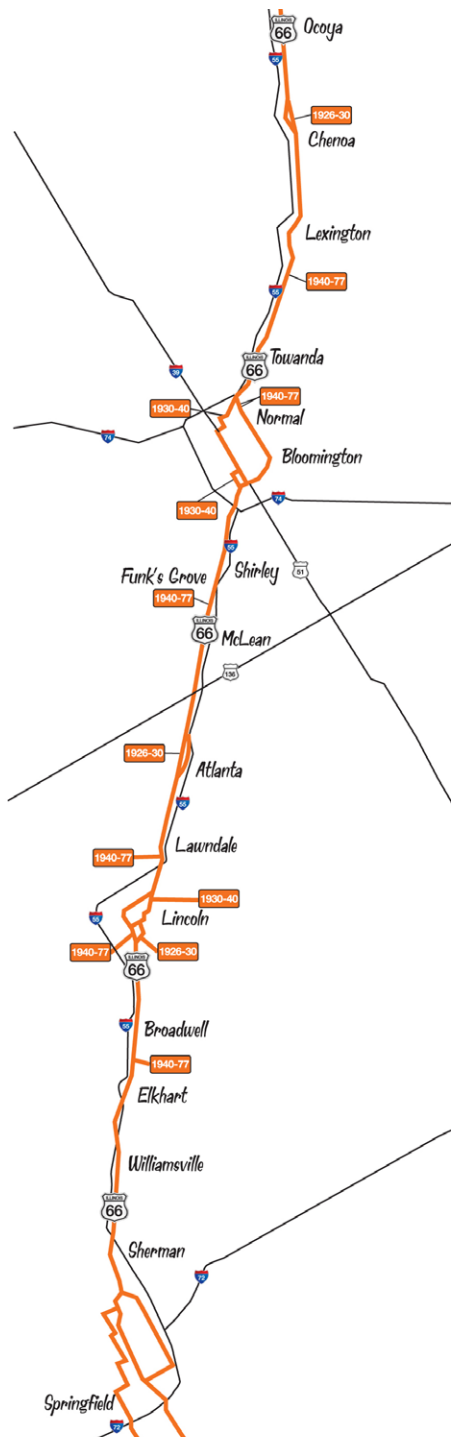 ILLINOIS
66
Ocoya
55
1926-30
Chenoa
Lexington
1940-77
55
Towanda
ILLINOIS
66
39
1940-77
1930-40
Normal
74
Bloomington
74
1930-40
55
Shirley
Funk's Grove
51
1940-77
ILLINOIS
66
McLean
136
1926-30
Atlanta
55
Lawndale
1940-77
1930-40
Lincoln
55
1940-77
1926-30
ILLINOIS
66
55
Broadwell
1940-77
Elkhart
Williamsville
ILLINOIS
66
Sherman
72
Springfield
72